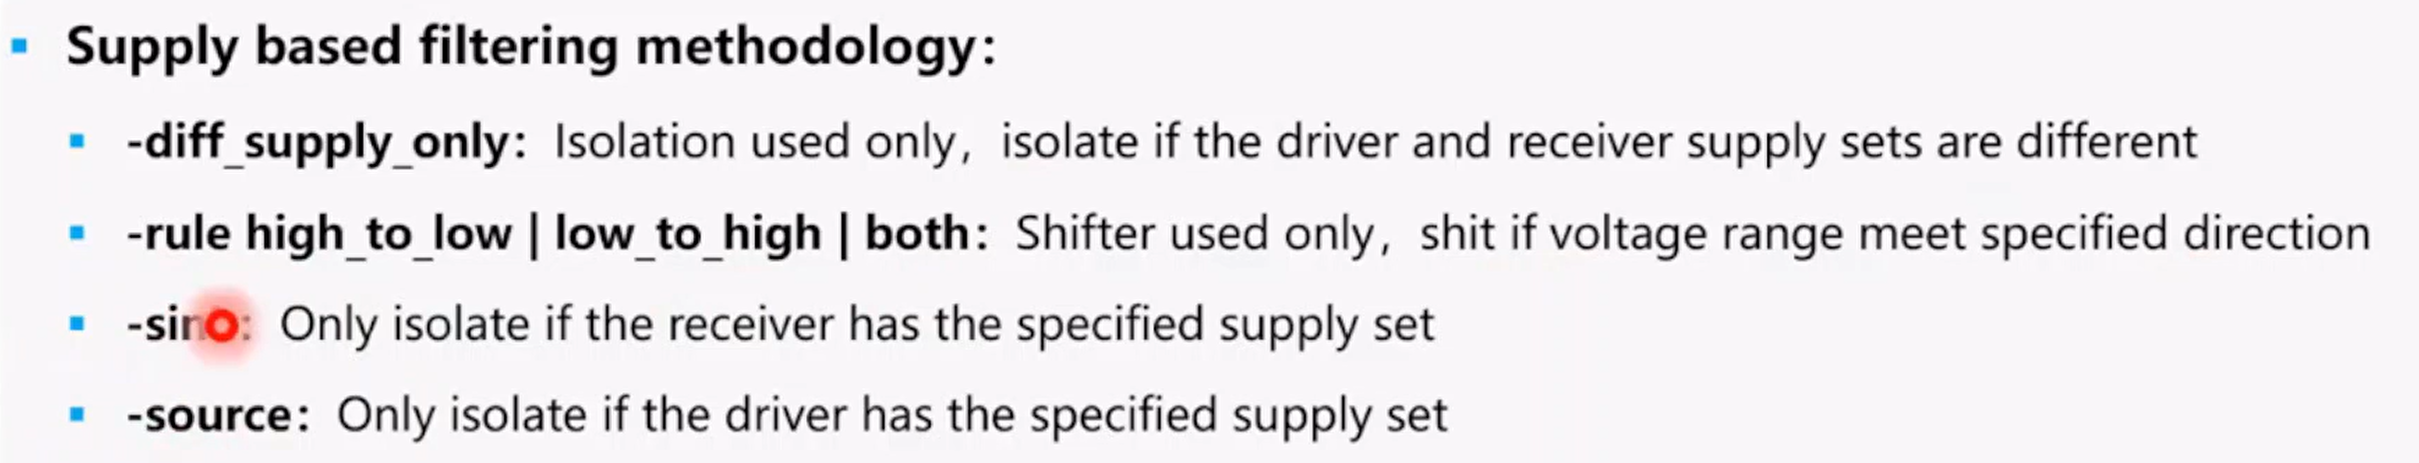 Supply based filtering methodology:
-diff_supply_only: Isolation used only, isolate if the driver and receiver supply sets are different
-rule high_to_low | low_to_high | both: Shifter used only, shit if voltage range meet specified direction
Only isolate if the receiver has the specified supply set
-source: Only isolate if the driver has the specified supply set